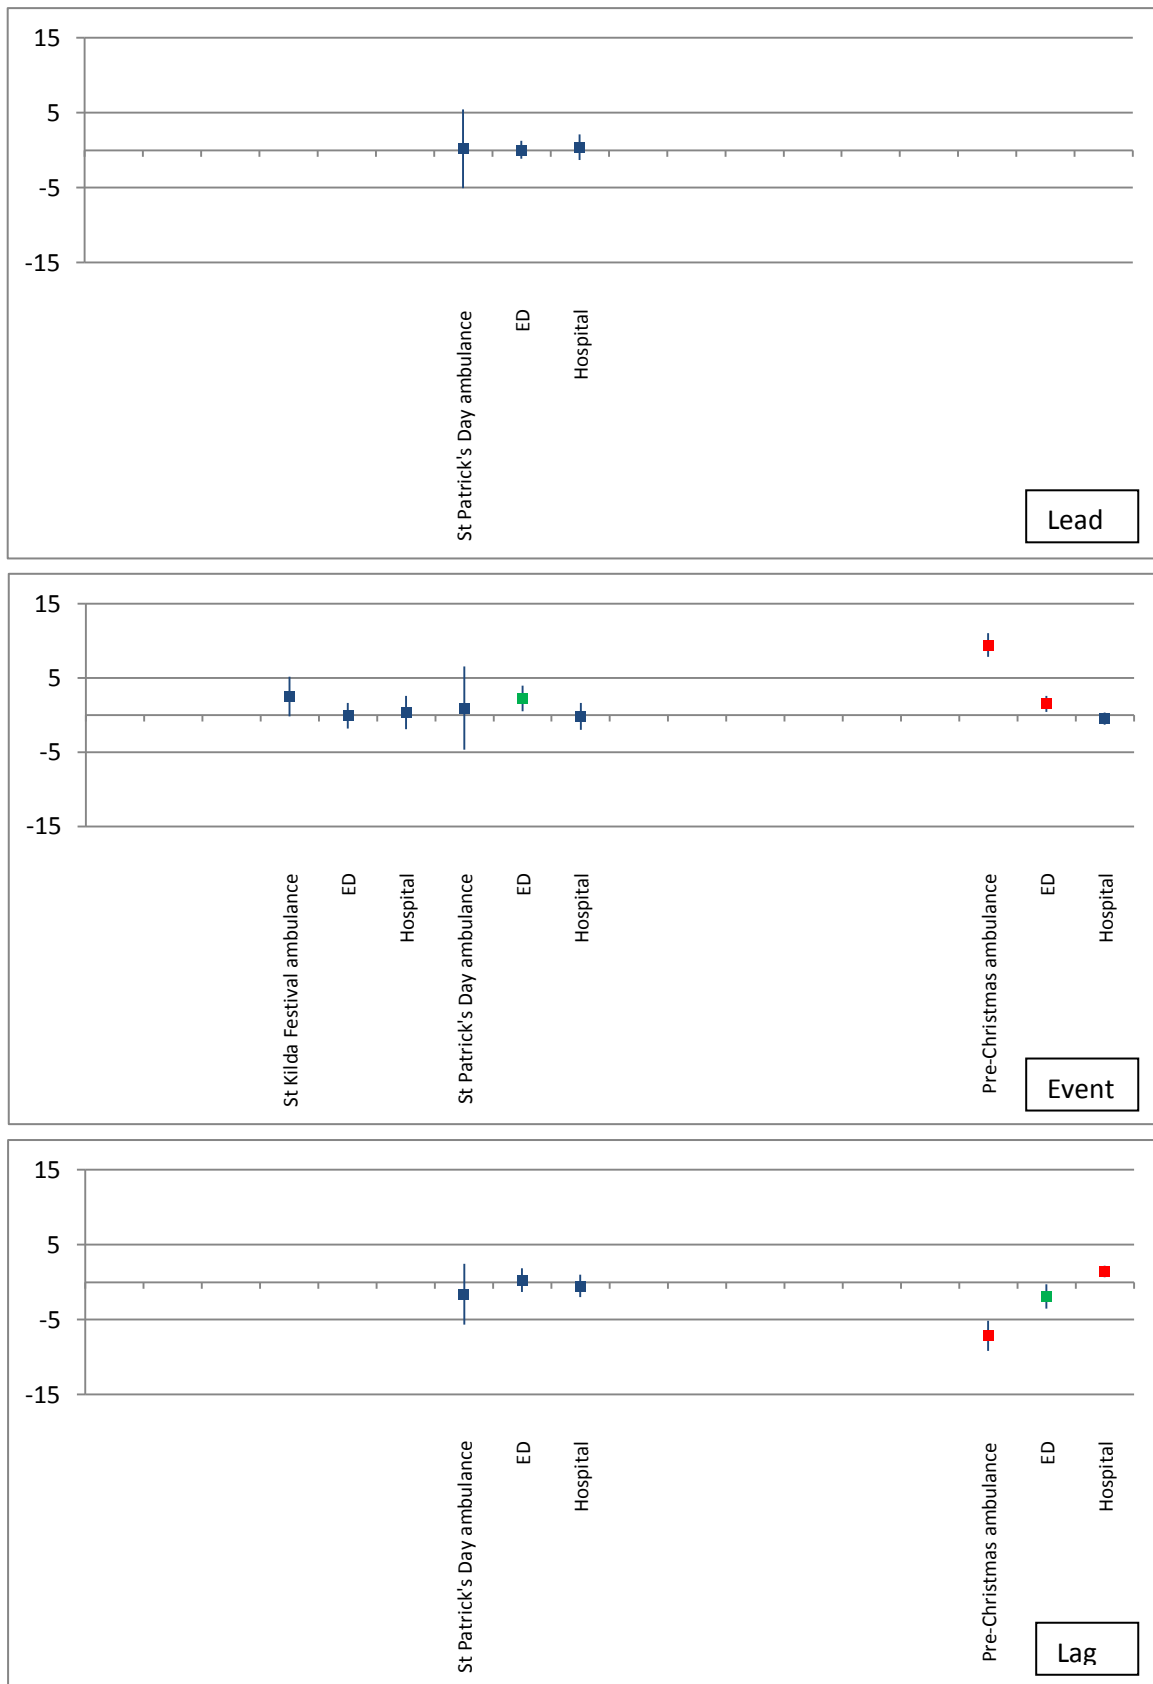 15
5
-5
-15
St Patrick's Day ambulance
ED
Hospital
Lead
15
5
-5
-15
St Kilda Festival ambulance
ED
Hospital
St Patrick's Day ambulance
ED
Hospital
Pre-Christmas ambulance
ED
Hospital
Event
15
5
-5
-15
St Patrick's Day ambulance
ED
Hospital
Pre-Christmas ambulance
ED
Hospital
Lag